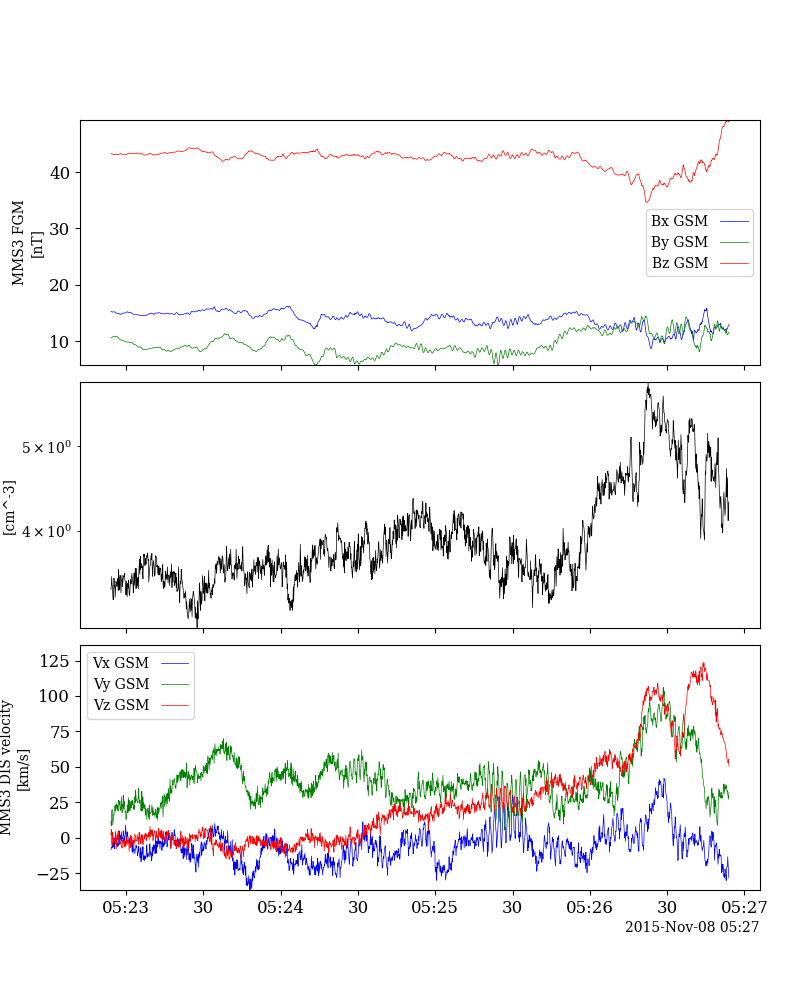 MMS3 FGM
[nT]
40
30
20
10
Bx GSM
By GSM
Bz GSM
[cm^-3]
5 × 10⁰
4 × 10⁰
MMS3 DIS velocity
[km/s]
125
100
75
50
25
0
−25
Vx GSM
Vy GSM
Vz GSM
05:23 30 05:24 30 05:25 30 05:26 30 05:27
2015-Nov-08 05:27